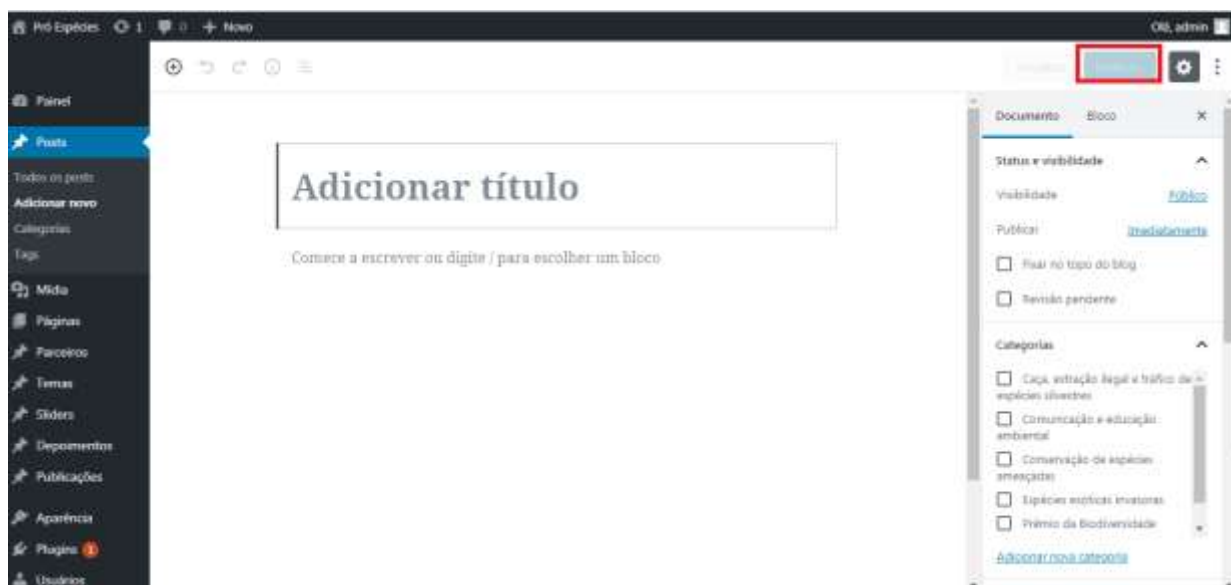 Pró Espécies 1 0 + Novo
Olá, admin
Painel
Posts
Todos os posts
Adicionar novo
Categorias
Tags
Mídia
Páginas
Parceiros
Temas
Sliders
Depoimentos
Publicações
Aparência
Plugins 1
Usuários
Adicionar título
Comece a escrever ou digite / para escolher um bloco
Documento Bloco
Status e visibilidade
Visibilidade Público
Publicar Imediatamente
Fixar no topo do blog
Revisão pendente
Categorias
Caça, extração ilegal e tráfico de
espécies silvestres
Comunicação e educação
ambiental
Conservação de espécies
ameaçadas
Espécies exóticas invasoras
Prêmio da Biodiversidade
Adicionar nova categoria